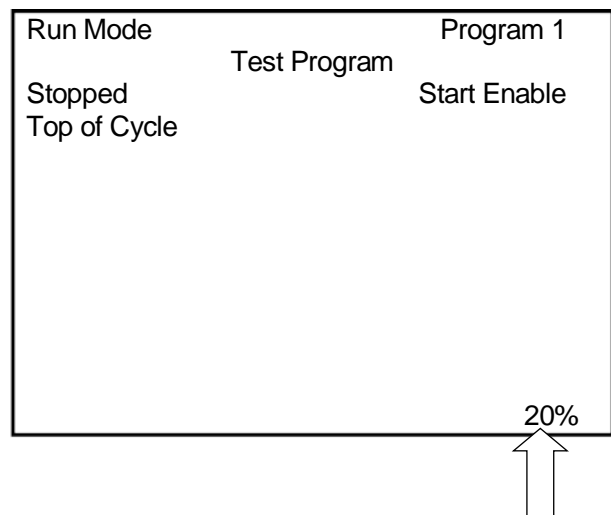 Run Mode Program 1
Test Program
Stopped Start Enable
Top of Cycle
20%